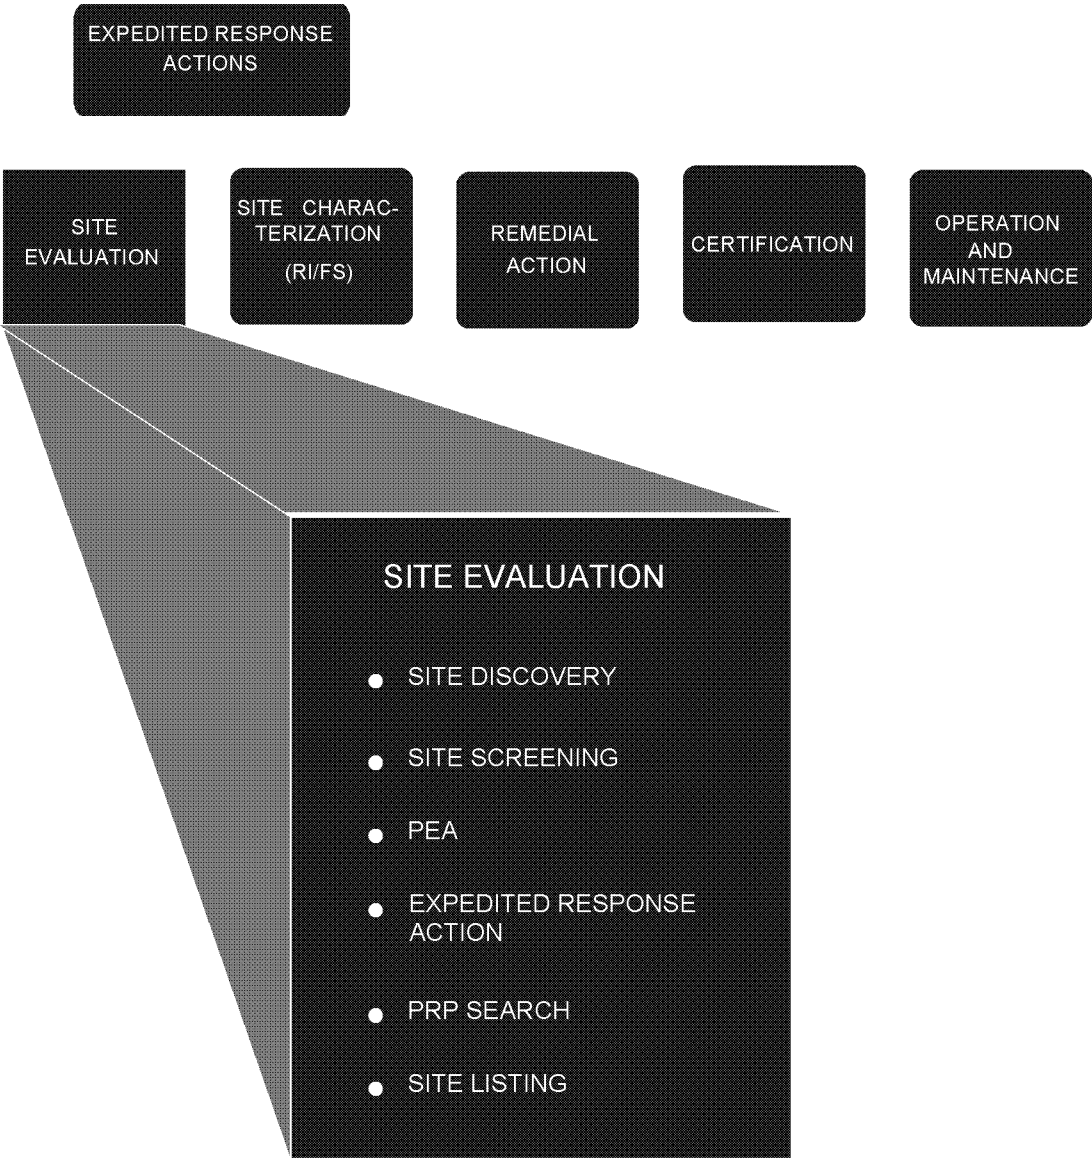 EXPEDITED RESPONSE
ACTIONS
SITE
EVALUATION
SITE CHARAC-
TERIZATION
(RI/FS)
REMEDIAL
ACTION
CERTIFICATION
OPERATION
AND
MAINTENANCE
SITE EVALUATION
• SITE DISCOVERY
• SITE SCREENING
• PEA
• EXPEDITED RESPONSE
ACTION
• PRP SEARCH
• SITE LISTING